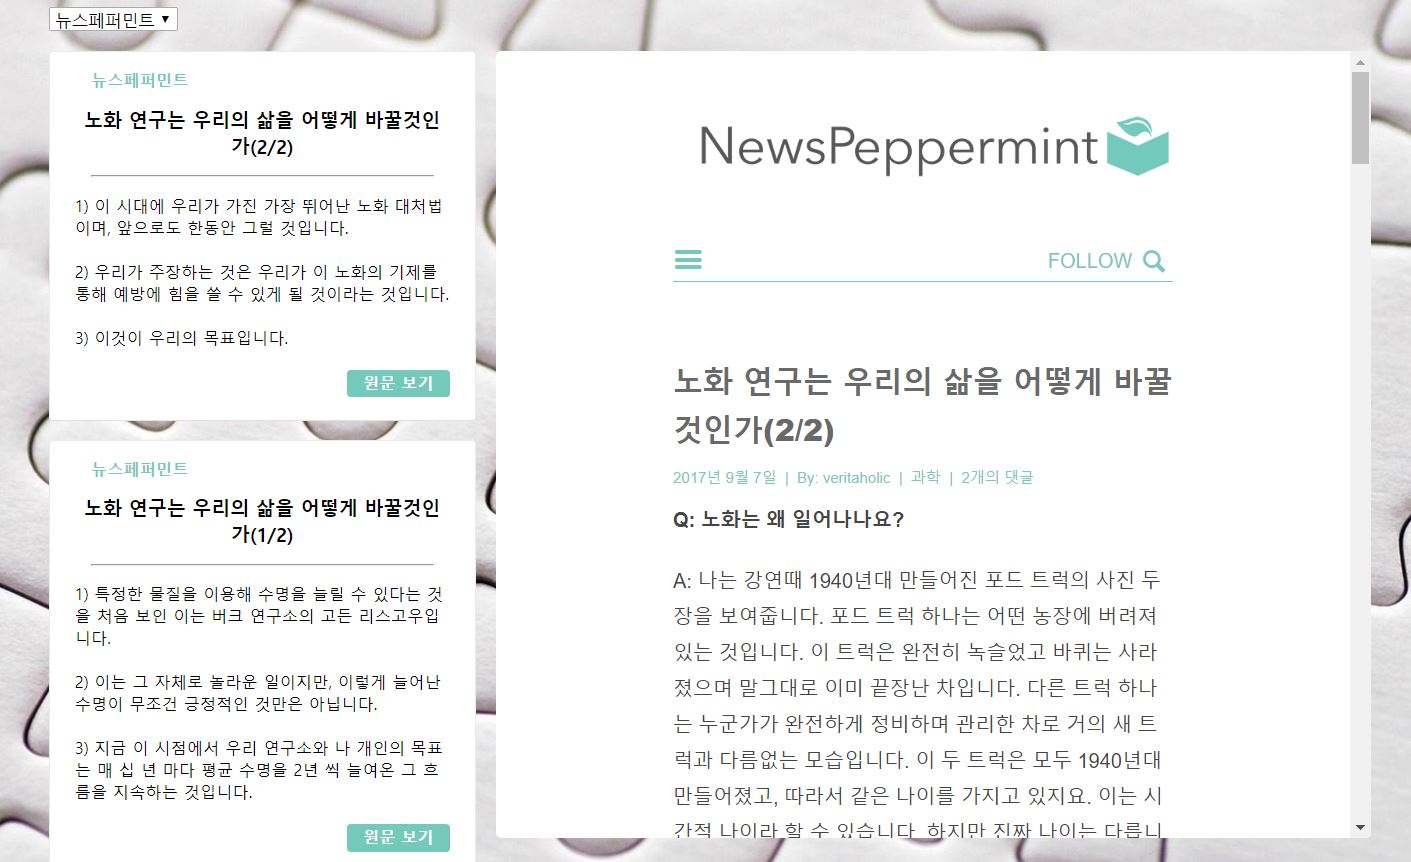 뉴스페퍼민트
뉴스페퍼민트
노화 연구는 우리의 삶을 어떻게 바꿀것인
가(2/2)
1) 이 시대에 우리가 가진 가장 뛰어난 노화 대처법
이며, 앞으로도 한동안 그럴 것입니다.
2) 우리가 주장하는 것은 우리가 이 노화의 기제를
통해 예방에 힘을 쓸 수 있게 될 것이라는 것입니다.
3) 이것이 우리의 목표입니다.
원문 보기
뉴스페퍼민트
노화 연구는 우리의 삶을 어떻게 바꿀것인
가(1/2)
1) 특정한 물질을 이용해 수명을 늘릴 수 있다는 것
을 처음 보인 이는 버크 연구소의 고든 리스고우입
니다.
2) 이는 그 자체로 놀라운 일이지만, 이렇게 늘어난
수명이 무조건 긍정적인 것만은 아닙니다.
3) 지금 이 시점에서 우리 연구소와 나 개인의 목표
는 매 십 년 마다 평균 수명을 2년 씩 늘여온 그 흐
름을 지속하는 것입니다.
원문 보기
NewsPeppermint
FOLLOW
노화 연구는 우리의 삶을 어떻게 바꿀
것인가(2/2)
2017년 9월 7일 | By: veritaholic | 과학 | 2개의 댓글
Q: 노화는 왜 일어나나요?
A: 나는 강연때 1940년대 만들어진 포드 트럭의 사진 두
장을 보여줍니다. 포드 트럭 하나는 어떤 농장에 버려져
있는 것입니다. 이 트럭은 완전히 녹슬었고 바퀴는 사라
졌으며 말그대로 이미 끝장난 차입니다. 다른 트럭 하나
는 누군가가 완전하게 정비하며 관리한 차로 거의 새 트
럭과 다름없는 모습입니다. 이 두 트럭은 모두 1940년대
만들어졌고, 따라서 같은 나이를 가지고 있지요. 이는 시
간적 나이라 할 수 있습니다. 하지만 진짜 나이는 다릅니